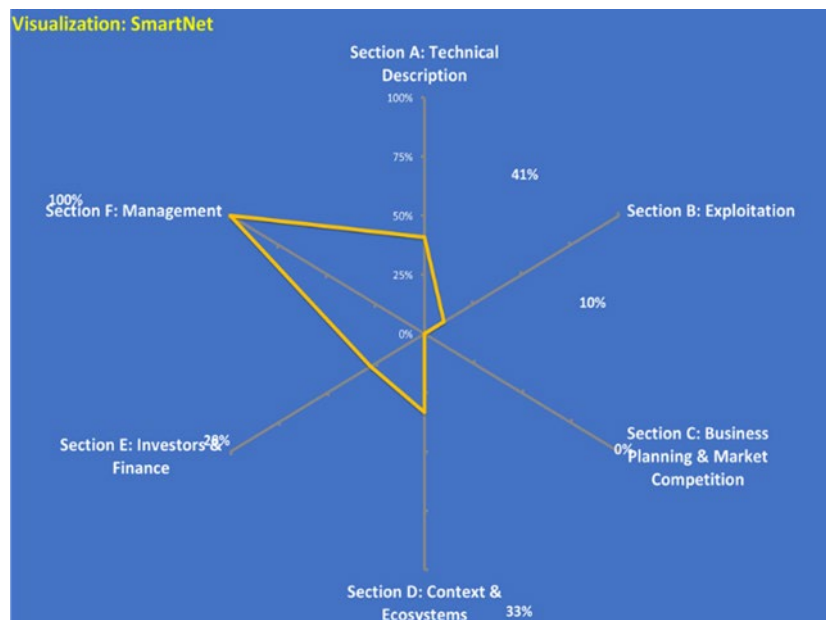 Visualization: SmartNet
Section A: Technical
Description
100%
75%
50%
25%
0%
41%
Section B: Exploitation
10%
Section C: Business
Planning & Market
Competition
0%
Section D: Context &
Ecosystems
33%
Section E: Investors &
Finance
28%
Section F: Management
100%